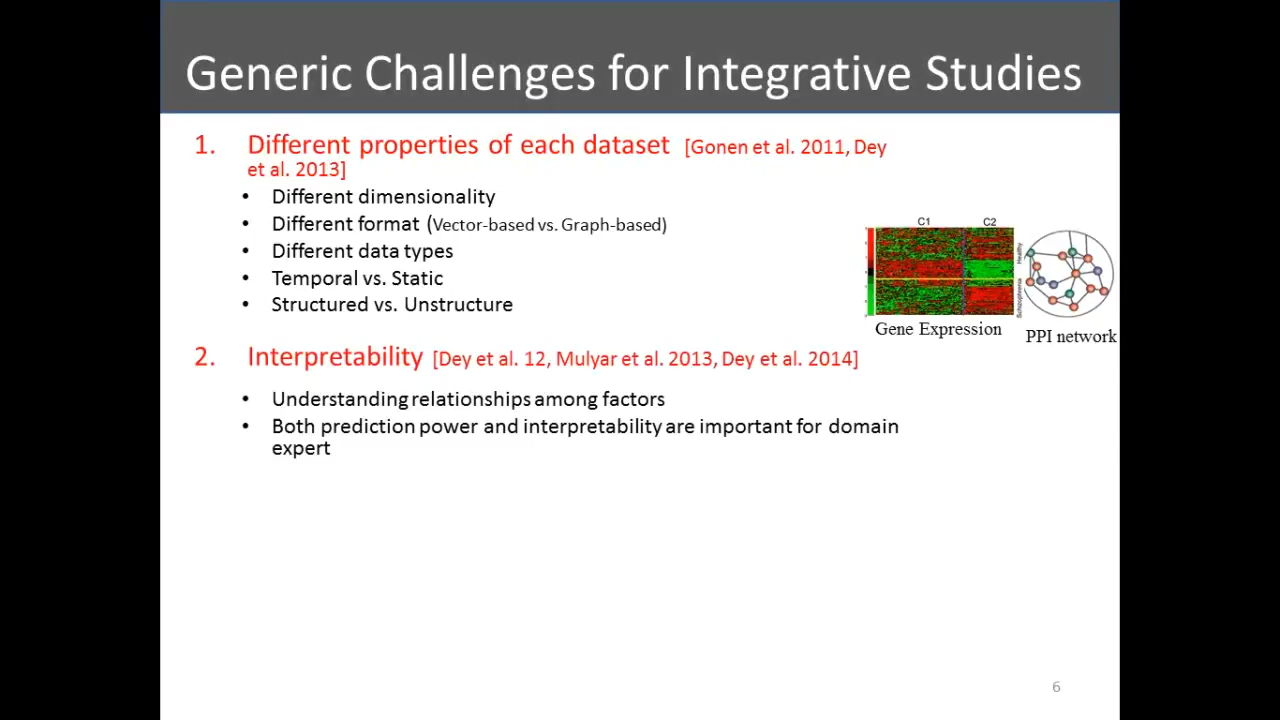 Generic Challenges for Integrative Studies
1. Different properties of each dataset [Gonen et al. 2011, Dey
et al. 2013]
• Different dimensionality
• Different format (Vector-based vs. Graph-based)
• Different data types
• Temporal vs. Static
• Structured vs. Unstructure
C1 C2
Healthy
Schizophrenia
Gene Expression
PPI network
2. Interpretability [Dey et al. 12, Mulyar et al. 2013, Dey et al. 2014]
• Understanding relationships among factors
• Both prediction power and interpretability are important for domain
expert
6